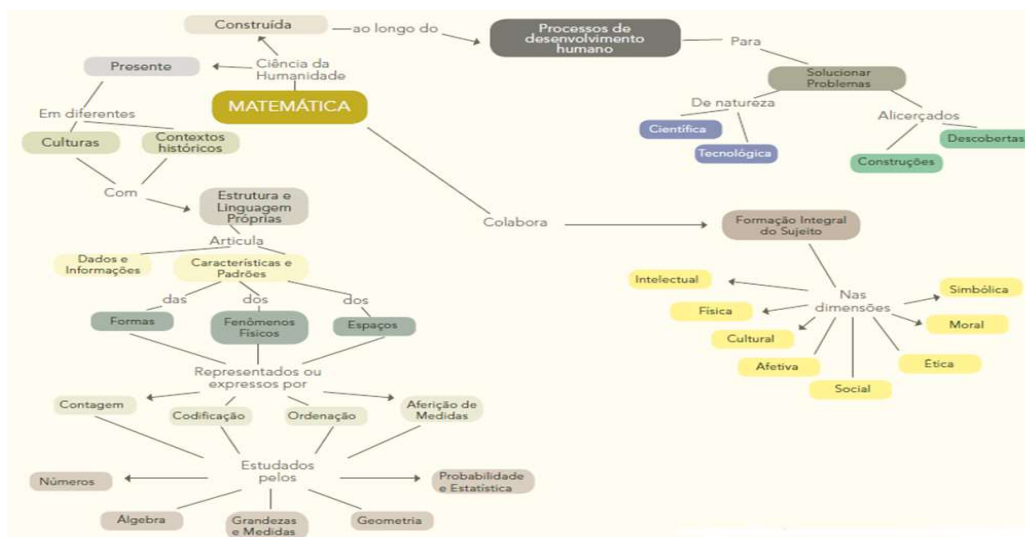 Construída
ao longo do
Processos de
desenvolvimento
humano
Para
Presente
Ciência da
Humanidade
Solucionar
Problemas
MATEMÁTICA
De natureza
Alicerçados
Em diferentes
Científica
Descobertas
Culturas
Contextos
históricos
Tecnológica
Construções
Com
Estrutura e
Linguagem
Próprias
Colabora
Formação Integral
do Sujeito
Articula
Dados e
Informações
Características e
Padrões
Intelectual
Nas
dimensões
Simbólica
das
dos
dos
Física
Moral
Formas
Fenômenos
Físicos
Espaços
Cultural
Afetiva
Ética
Social
Representados ou
expressos por
Contagem
Codificação
Ordenação
Aferição de
Medidas
Estudados
pelos
Números
Probabilidade
e Estatística
Álgebra
Grandezas
e Medidas
Geometria